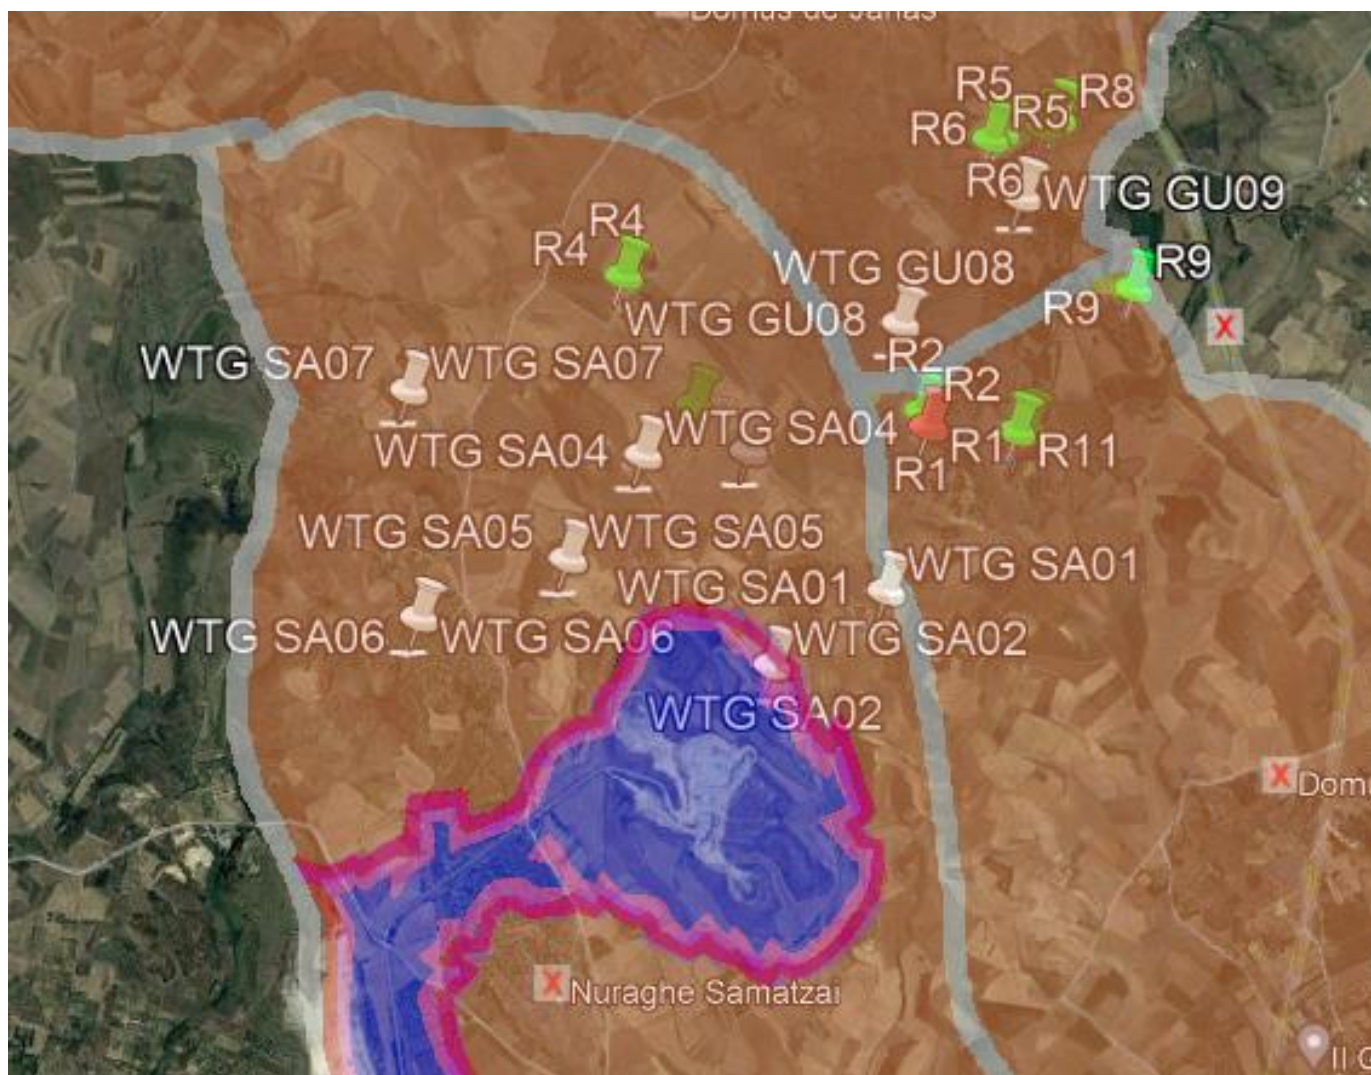 Domus de Janas
R5
R8
R5
R6
R6
WTG GU09
R4
R4
WTG GU08
R9
R9
WTG GU08
R2
WTG SA07
WTG SA07
R2
WTG SA04
WTG SA04
R1
R11
R1
WTG SA05
WTG SA05
WTG SA01
WTG SA01
WTG SA06
WTG SA06
WTG SA02
WTG SA02
X
X
Nuraghe Samatzai
X